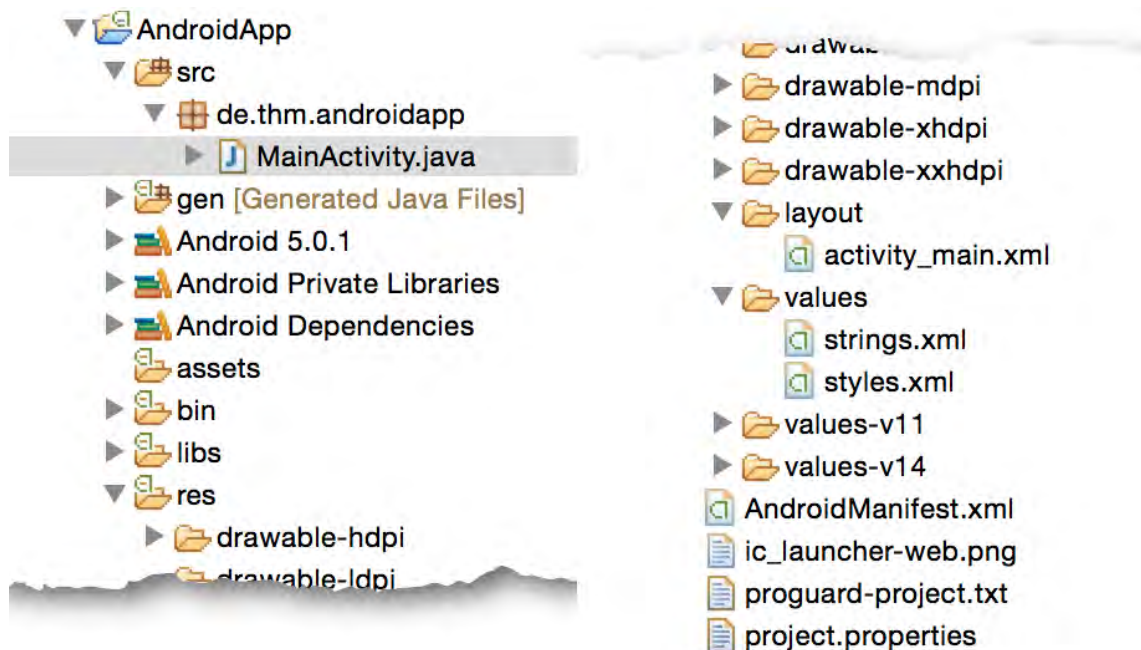 AndroidApp
src
de.thm.androidapp
MainActivity.java
gen [Generated Java Files]
Android 5.0.1
Android Private Libraries
Android Dependencies
assets
bin
libs
res
drawable-hdpi
drawable-ldpi
drawable-mdpi
drawable-xhdpi
drawable-xxhdpi
layout
activity_main.xml
values
strings.xml
styles.xml
values-v11
values-v14
AndroidManifest.xml
ic_launcher-web.png
proguard-project.txt
project.properties